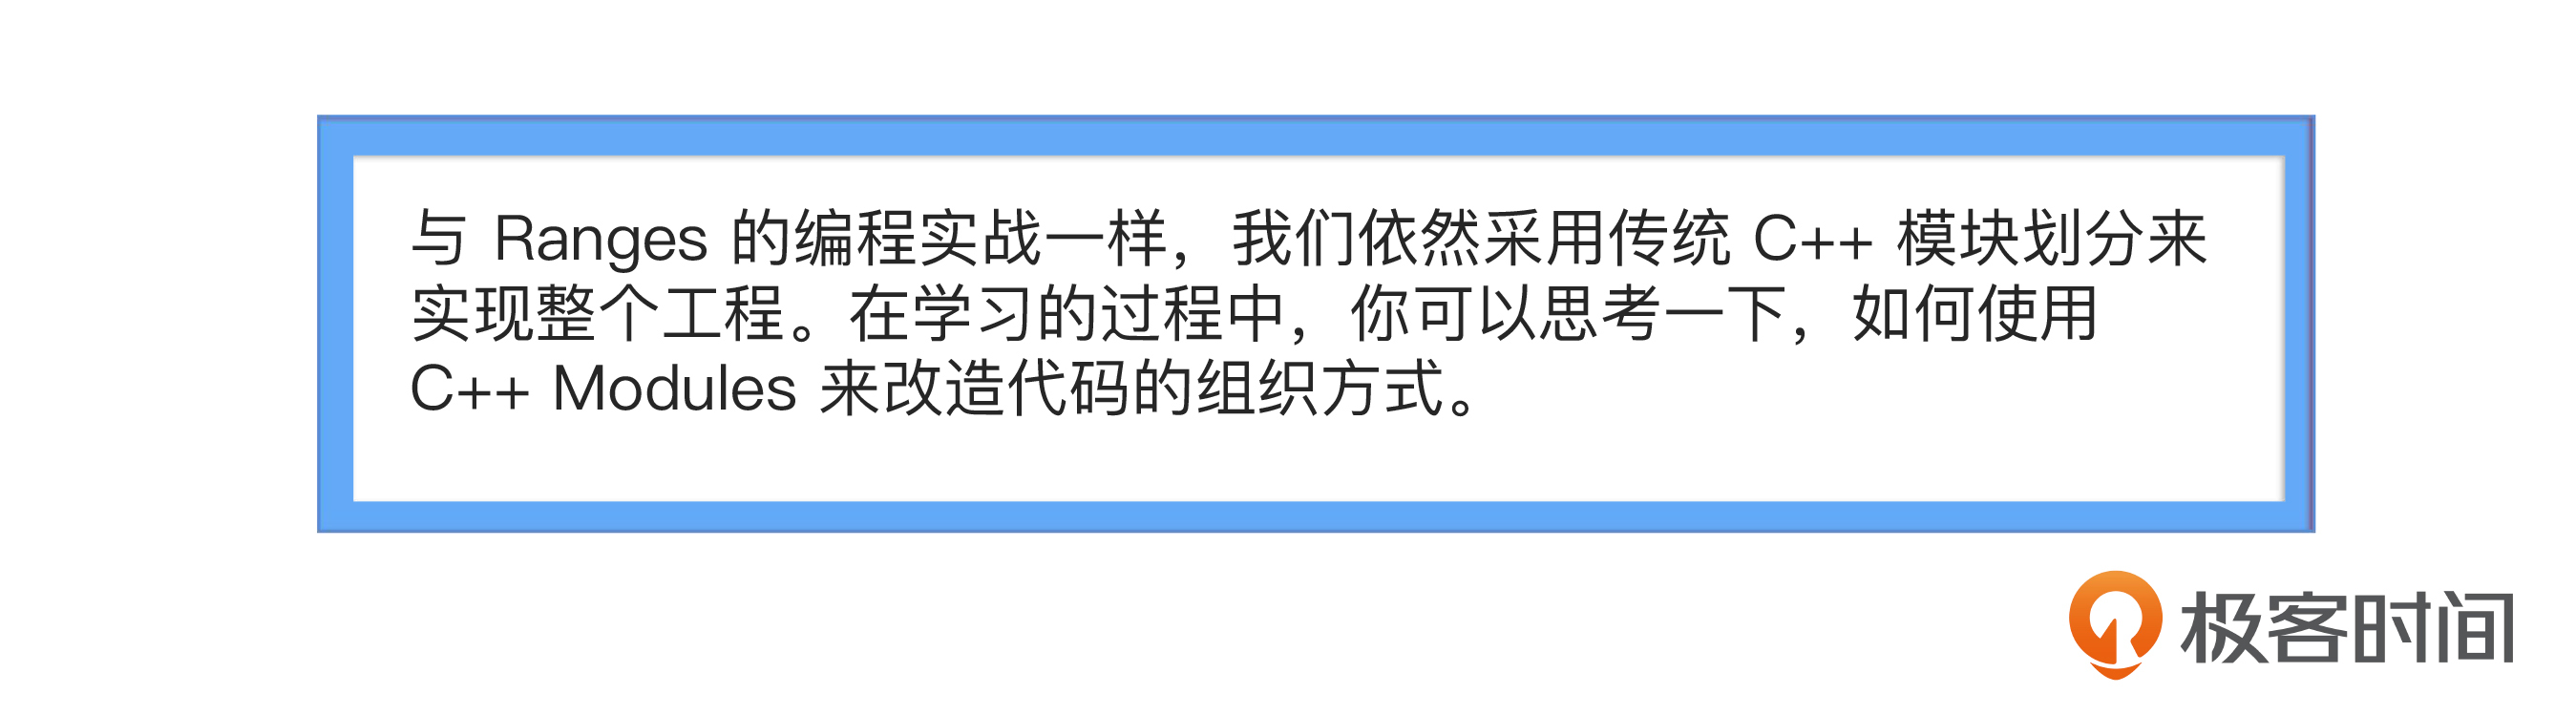 与 Ranges 的编程实战一样，我们依然采用传统 C++ 模块划分来
实现整个工程。在学习的过程中，你可以思考一下，如何使用
C++ Modules 来改造代码的组织方式。
极客时间